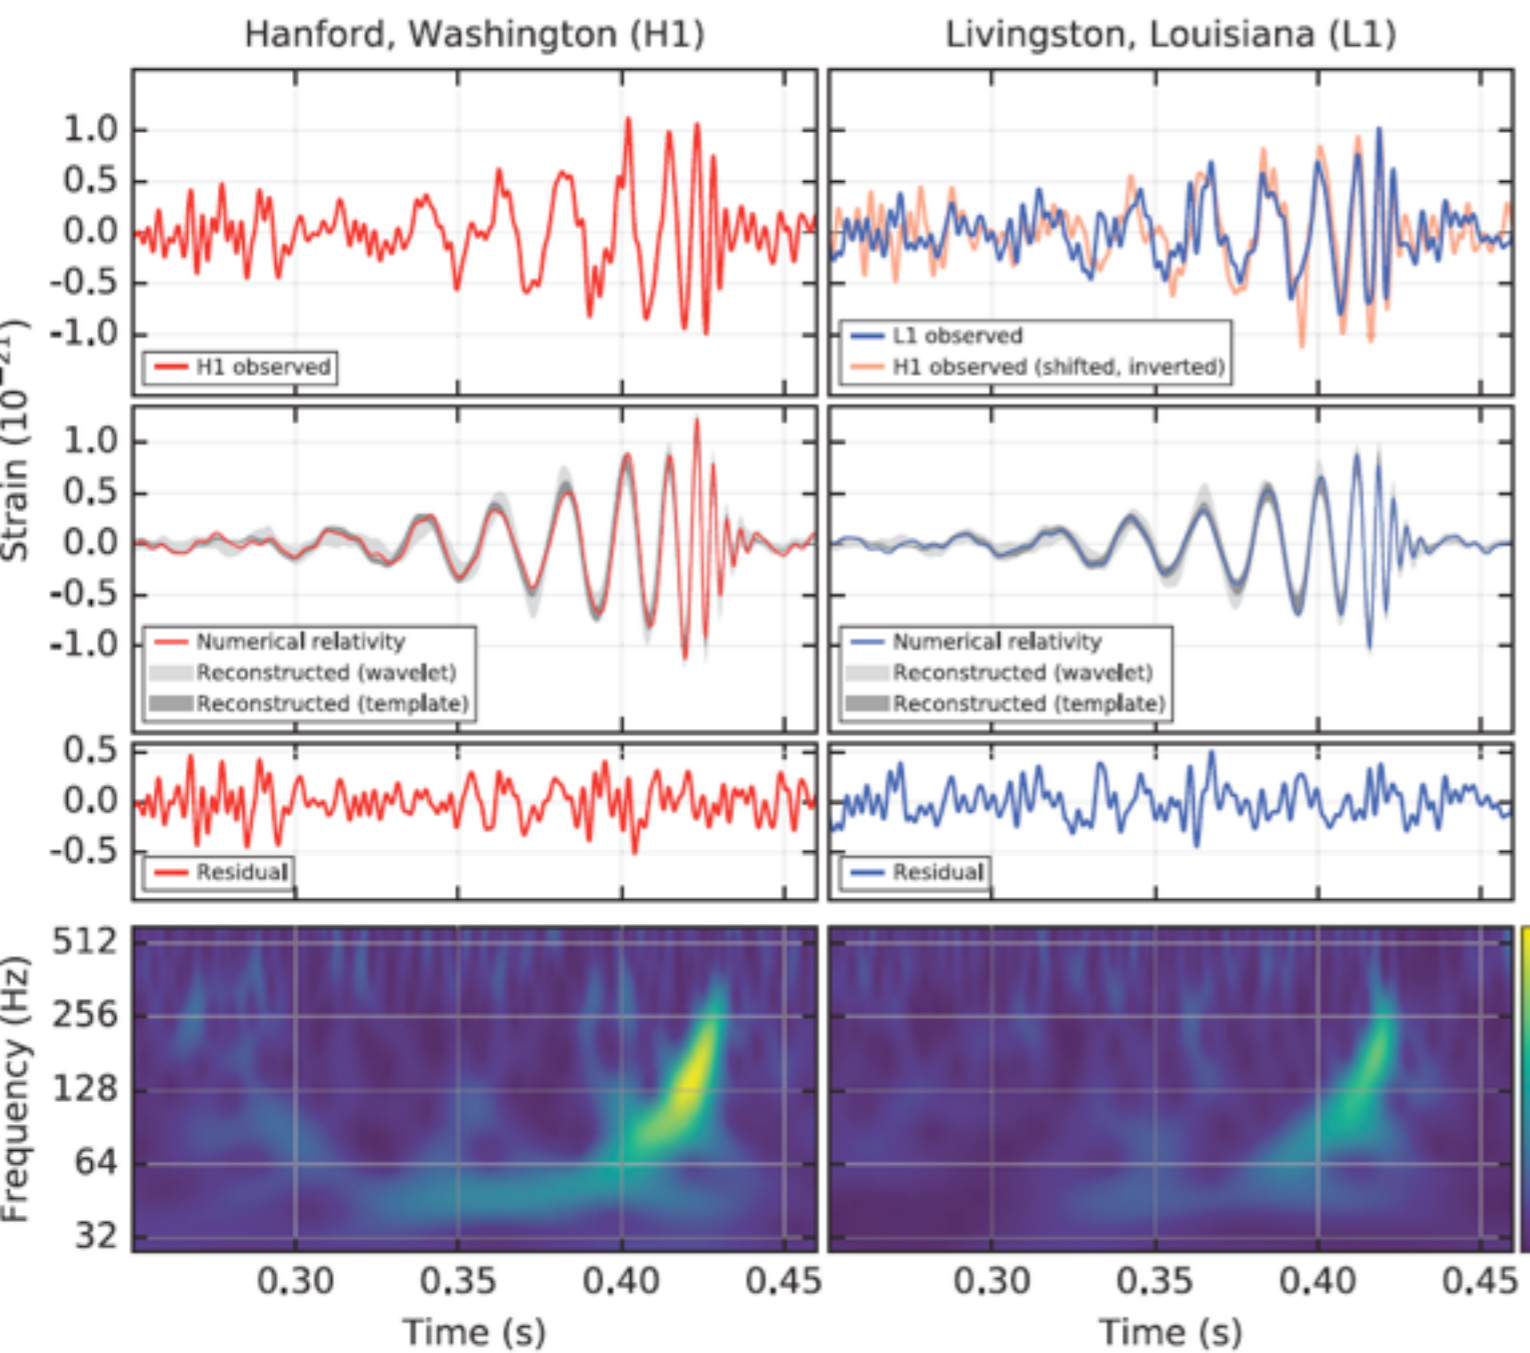 Hanford, Washington (H1)
Livingston, Louisiana (L1)
Strain (10⁻²¹)
1.0
0.5
0.0
-0.5
-1.0
H1 observed
L1 observed
H1 observed (shifted, inverted)
1.0
0.5
0.0
-0.5
-1.0
Numerical relativity
Reconstructed (wavelet)
Reconstructed (template)
Numerical relativity
Reconstructed (wavelet)
Reconstructed (template)
0.5
0.0
-0.5
Residual
Residual
Frequency (Hz)
512
256
128
64
32
0.30 0.35 0.40 0.45
0.30 0.35 0.40 0.45
Time (s)
Time (s)